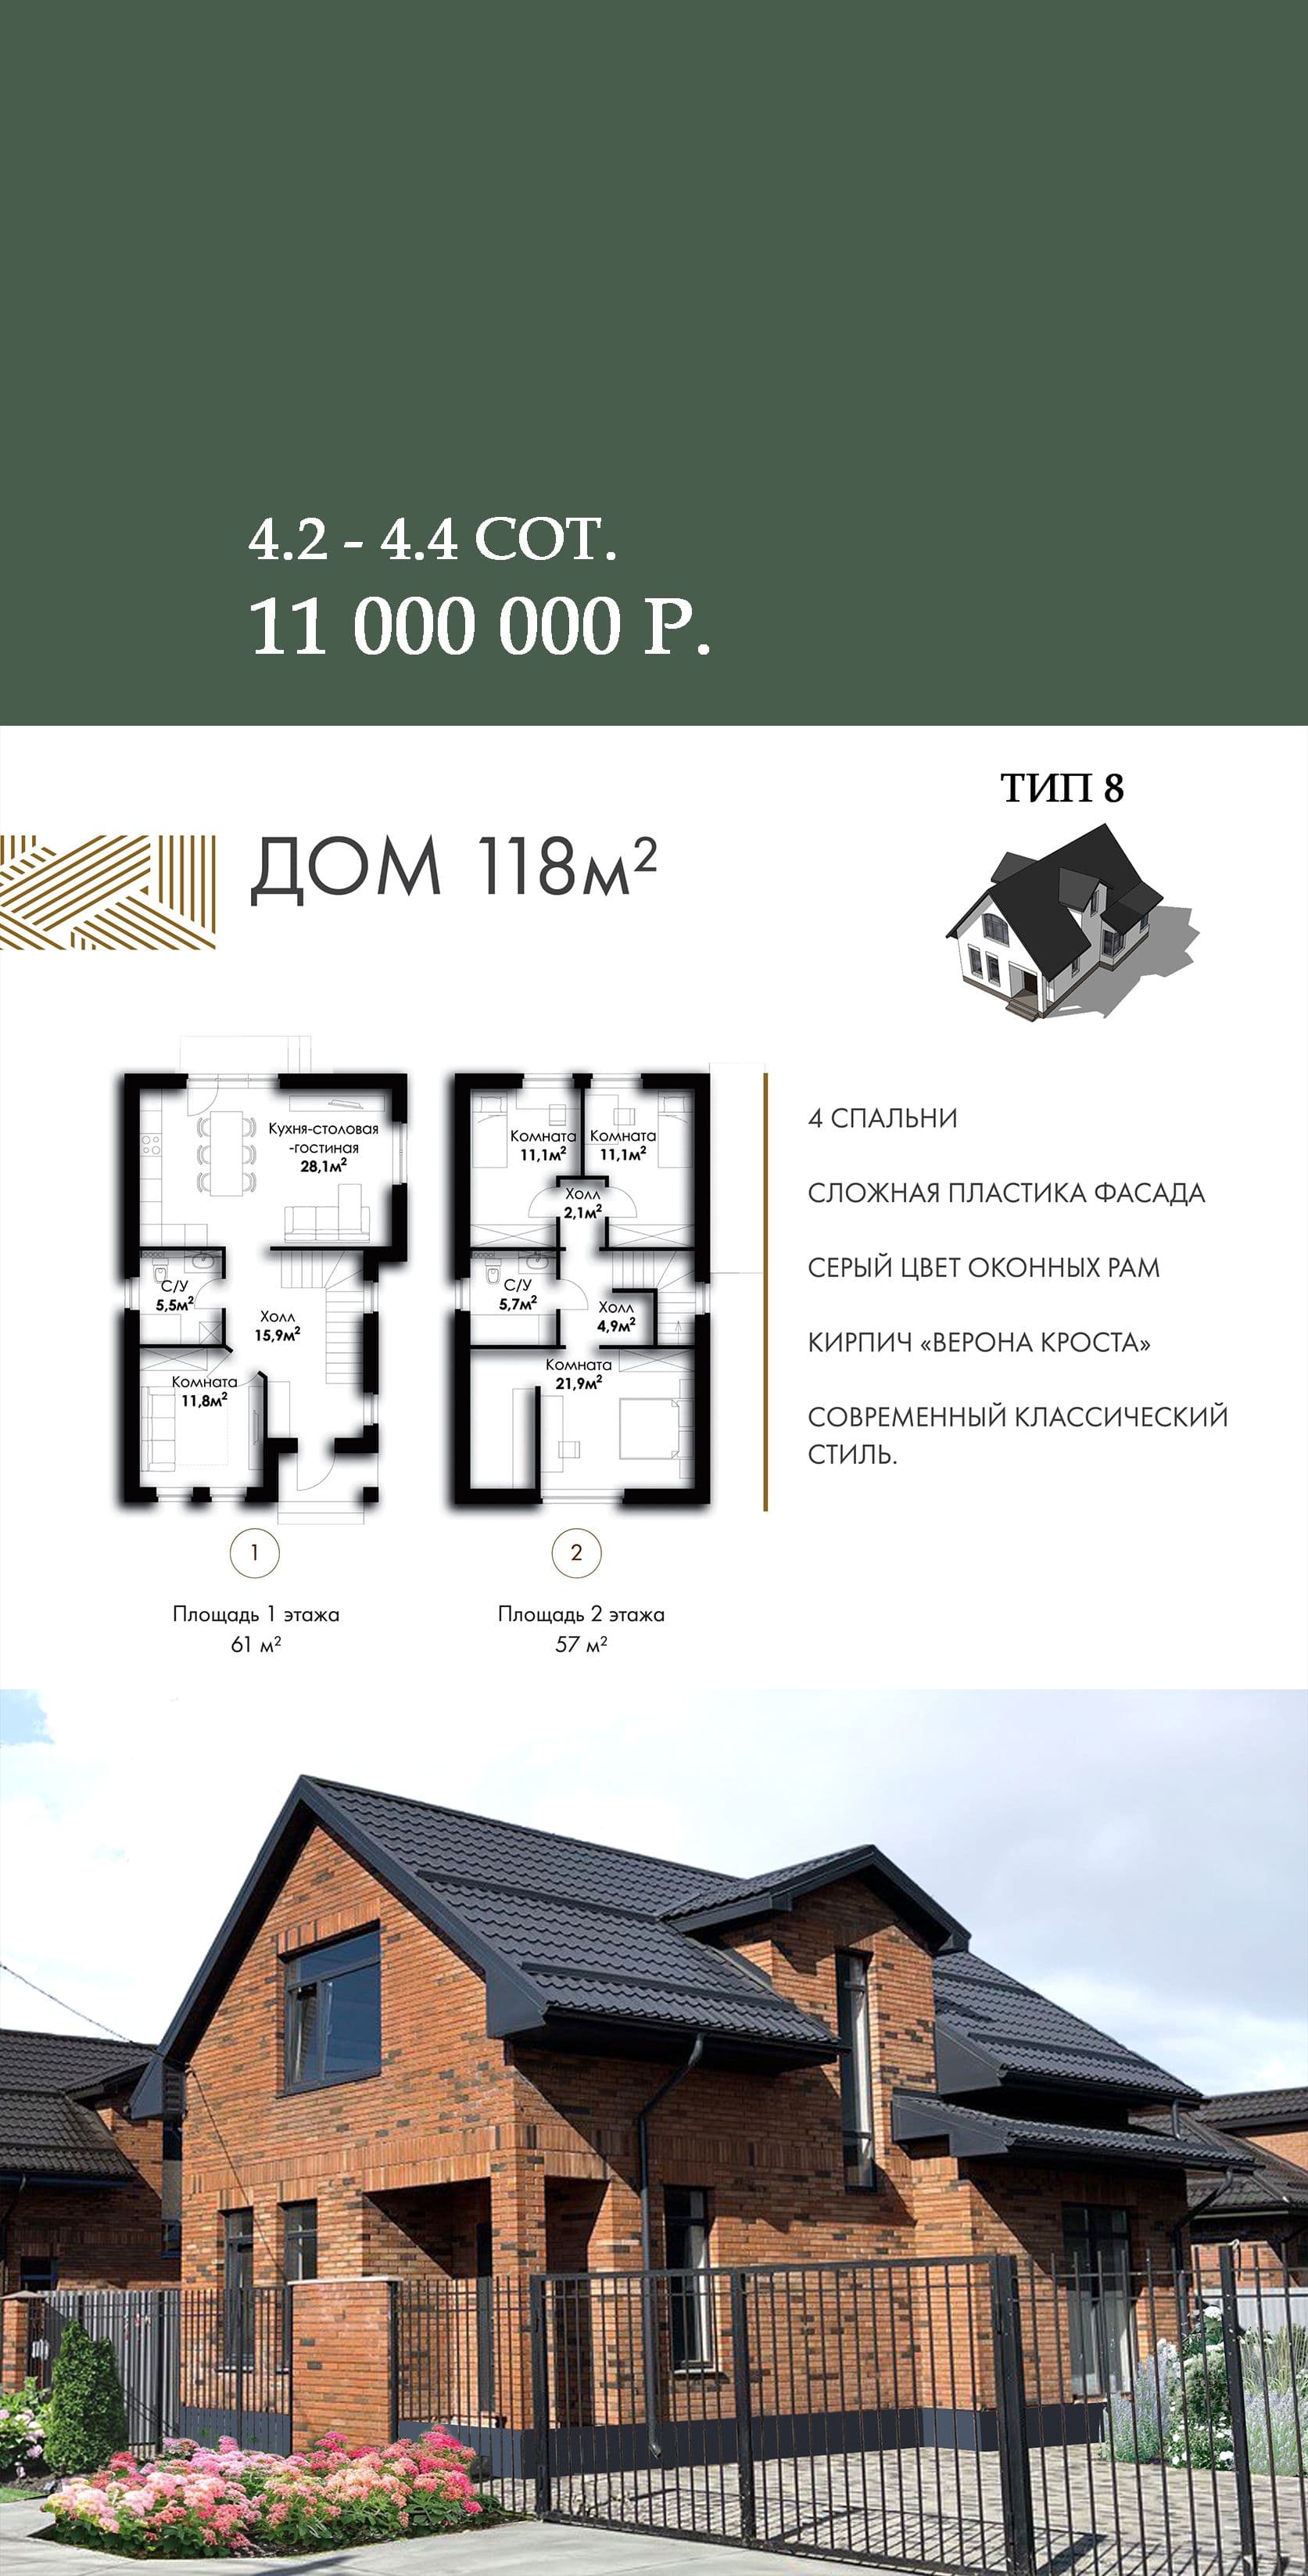 4.2 - 4.4 СОТ.
11 000 000 Р.
ТИП 8
ДОМ 118м²
Кухня-столовая
-гостиная
28,1м²
С/У
5,5м²
Холл
15,9м²
Комната
11,8м²
Комната
11,1м²
Комната
11,1м²
Холл
2,1м²
С/У
5,7м²
Холл
4,9м²
Комната
21,9м²
4 СПАЛЬНИ
СЛОЖНАЯ ПЛАСТИКА ФАСАДА
СЕРЫЙ ЦВЕТ ОКОННЫХ РАМ
КИРПИЧ «ВЕРОНА КРОСТА»
СОВРЕМЕННЫЙ КЛАССИЧЕСКИЙ
СТИЛЬ.
1
Площадь 1 этажа
61 м²
2
Площадь 2 этажа
57 м²